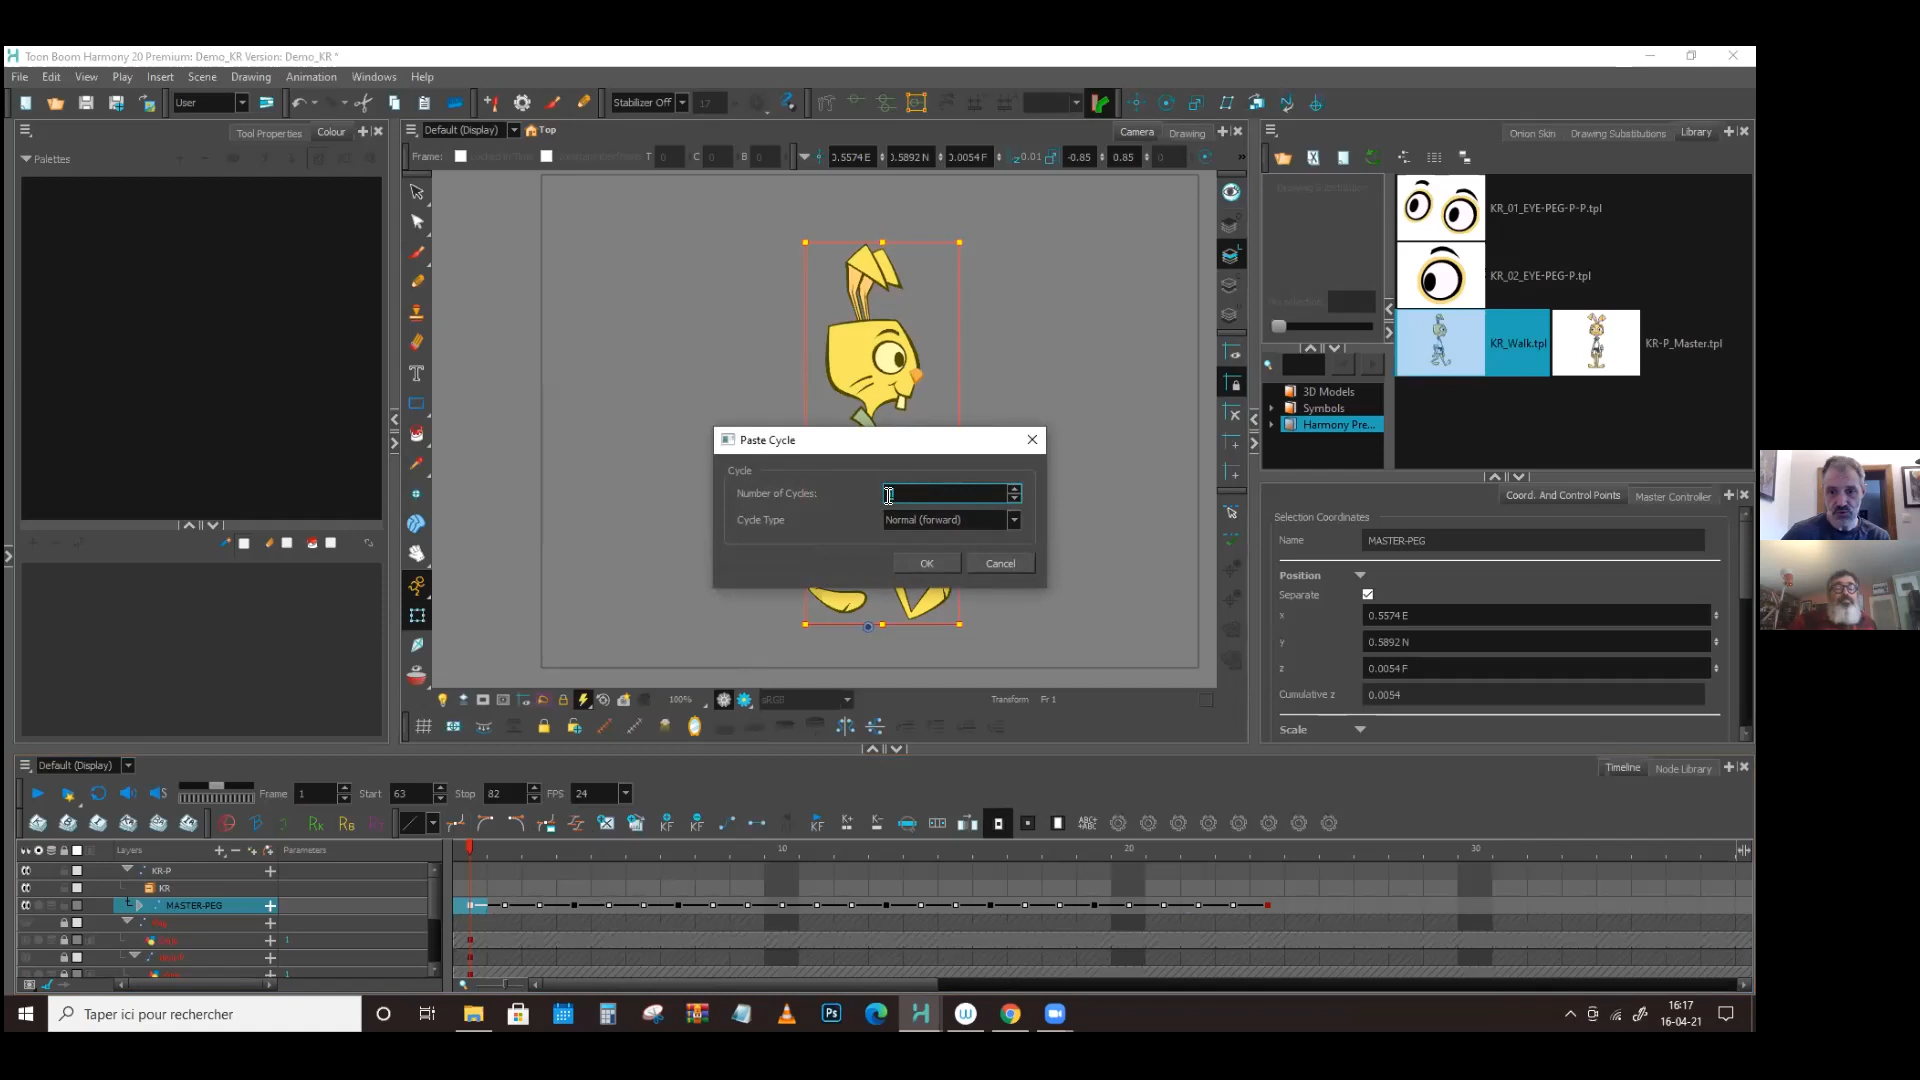 Toon Boom Harmony 20 Premium: Demo_KR Version: Demo_KR *
File Edit View Play Insert Scene Drawing Animation Windows Help
User
Stabilizer Off
17
Tool Properties Colour
Default (Display) Top
Camera Drawing
Onion Skin Drawing Substitutions Library
Palettes
Frame: T 0 C 0 B 0
0.0054 F
-0.85 0.85 0
KR_01_EYE-PEG-P-P.tpl
KR_02_EYE-PEG-P.tpl
KR_Walk.tpl
KR-P_Master.tpl
3D Models
Symbols
Harmony Pre...
Paste Cycle
Cycle
Number of Cycles:
Cycle Type Normal (forward)
OK Cancel
Coord. And Control Points Master Controller
Selection Coordinates
Name MASTER-PEG
Position
Separate
x 0.5574 E
y 0.5892 N
z 0.0054 F
Cumulative z 0.0054
Scale
100% sRGB Transform Fr 1
Default (Display)
Timeline Node Library
Frame 1 Start 63 Stop 82 FPS 24
Layers Parameters
10 20 30
KR-P
KR
MASTER-PEG
1
1
Taper ici pour rechercher
16:17
16-04-21